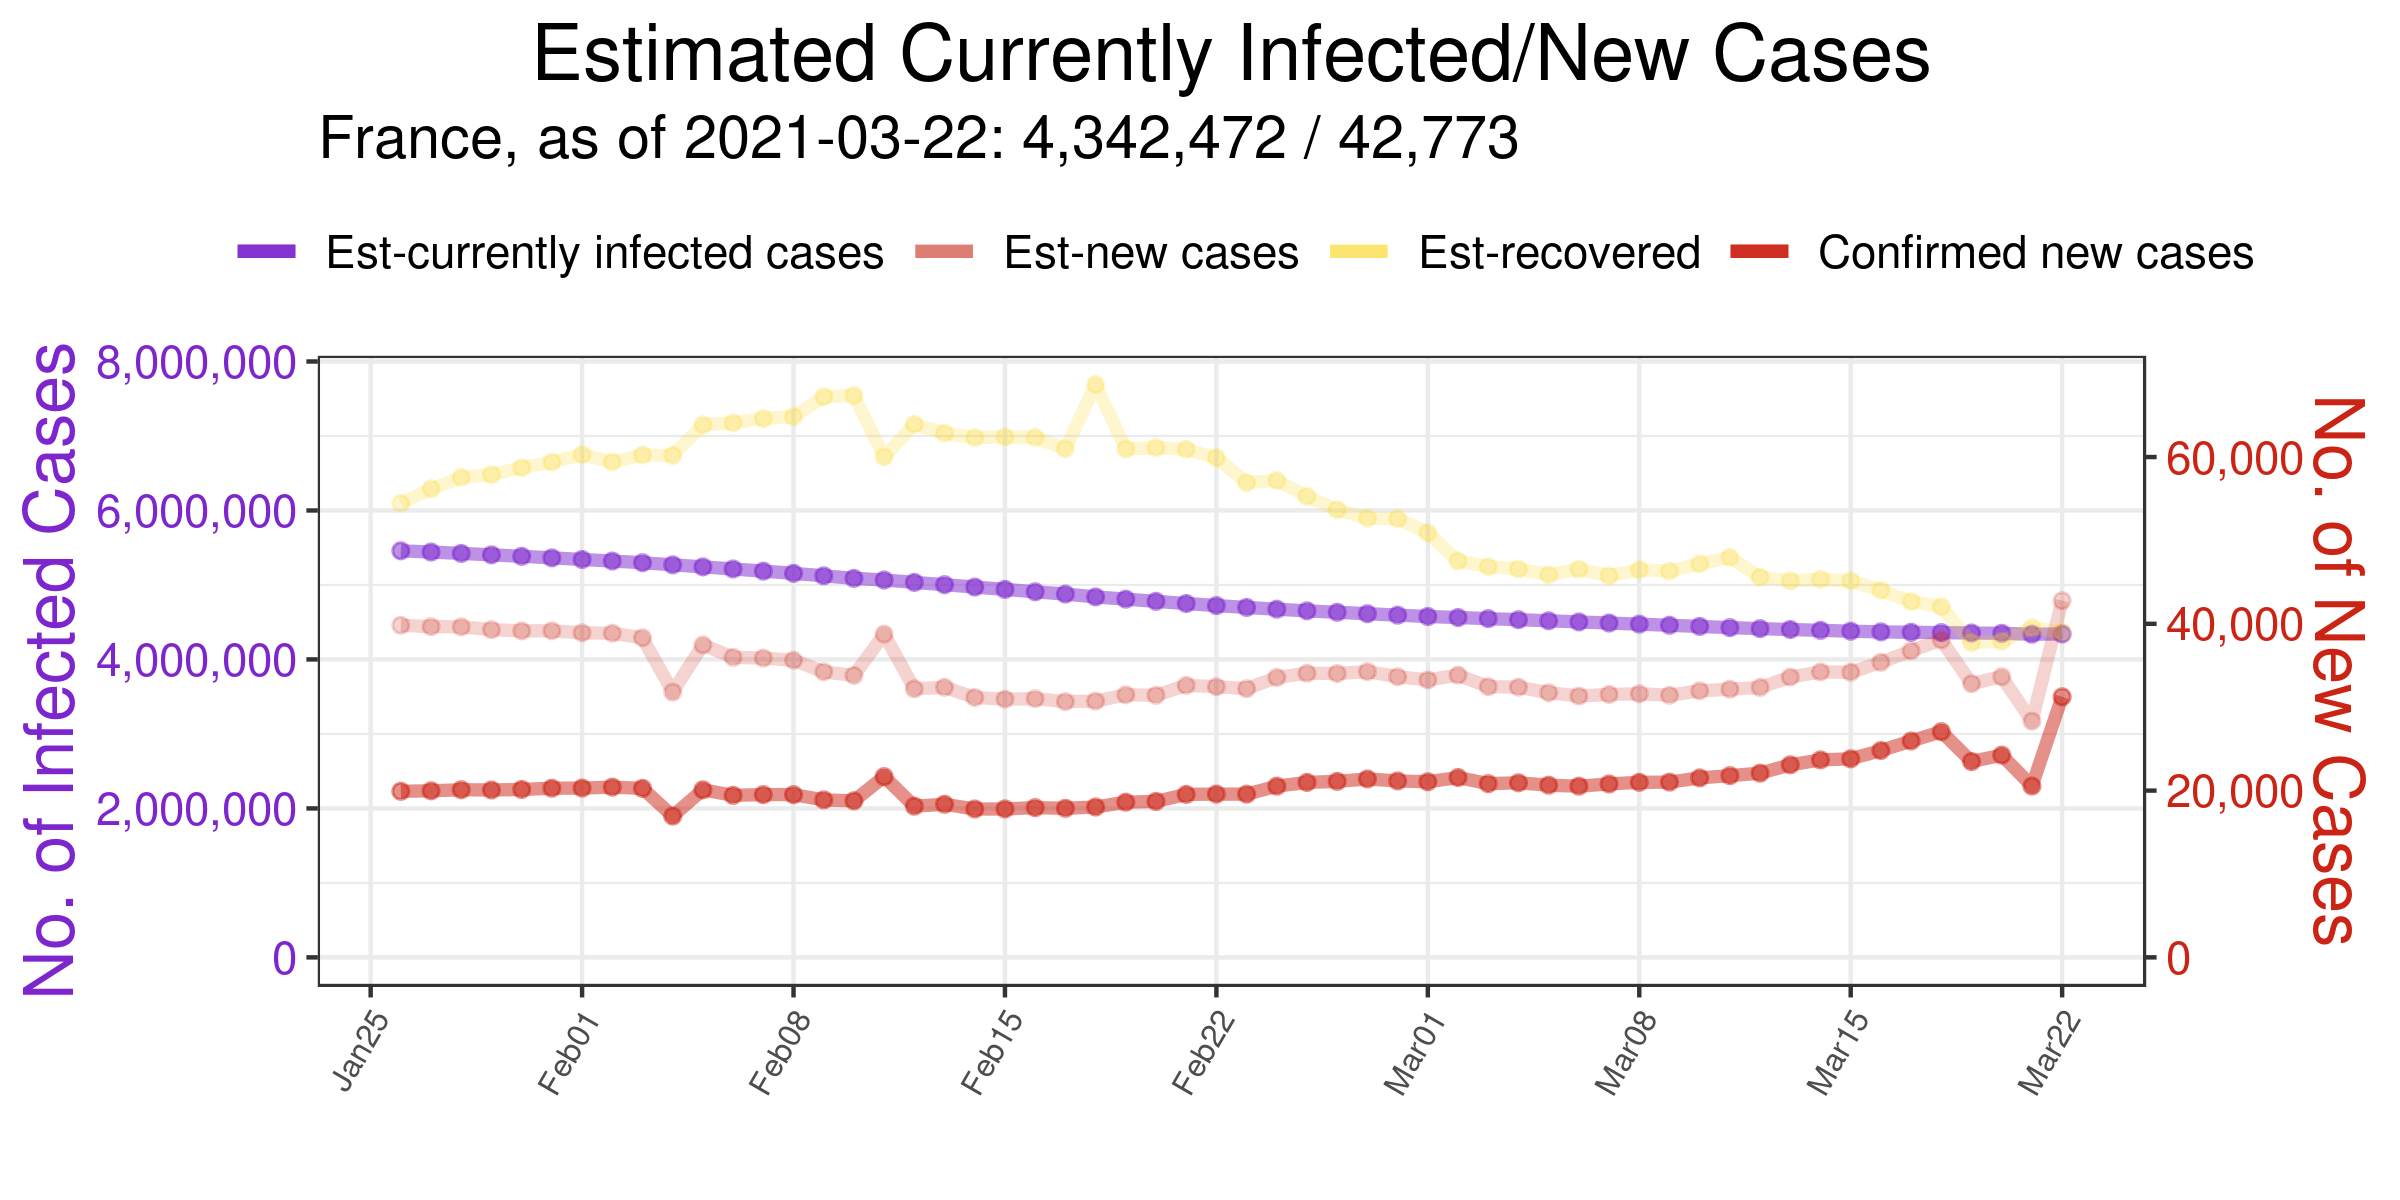 Estimated Currently Infected/New Cases
France, as of 2021-03-22: 4,342,472 / 42,773
Est-currently infected cases Est-new cases Est-recovered Confirmed new cases
No. of Infected Cases
8,000,000
6,000,000
4,000,000
2,000,000
0
60,000
40,000
20,000
0
No. of New Cases
Jan25 Feb01 Feb08 Feb15 Feb22 Mar01 Mar08 Mar15 Mar22